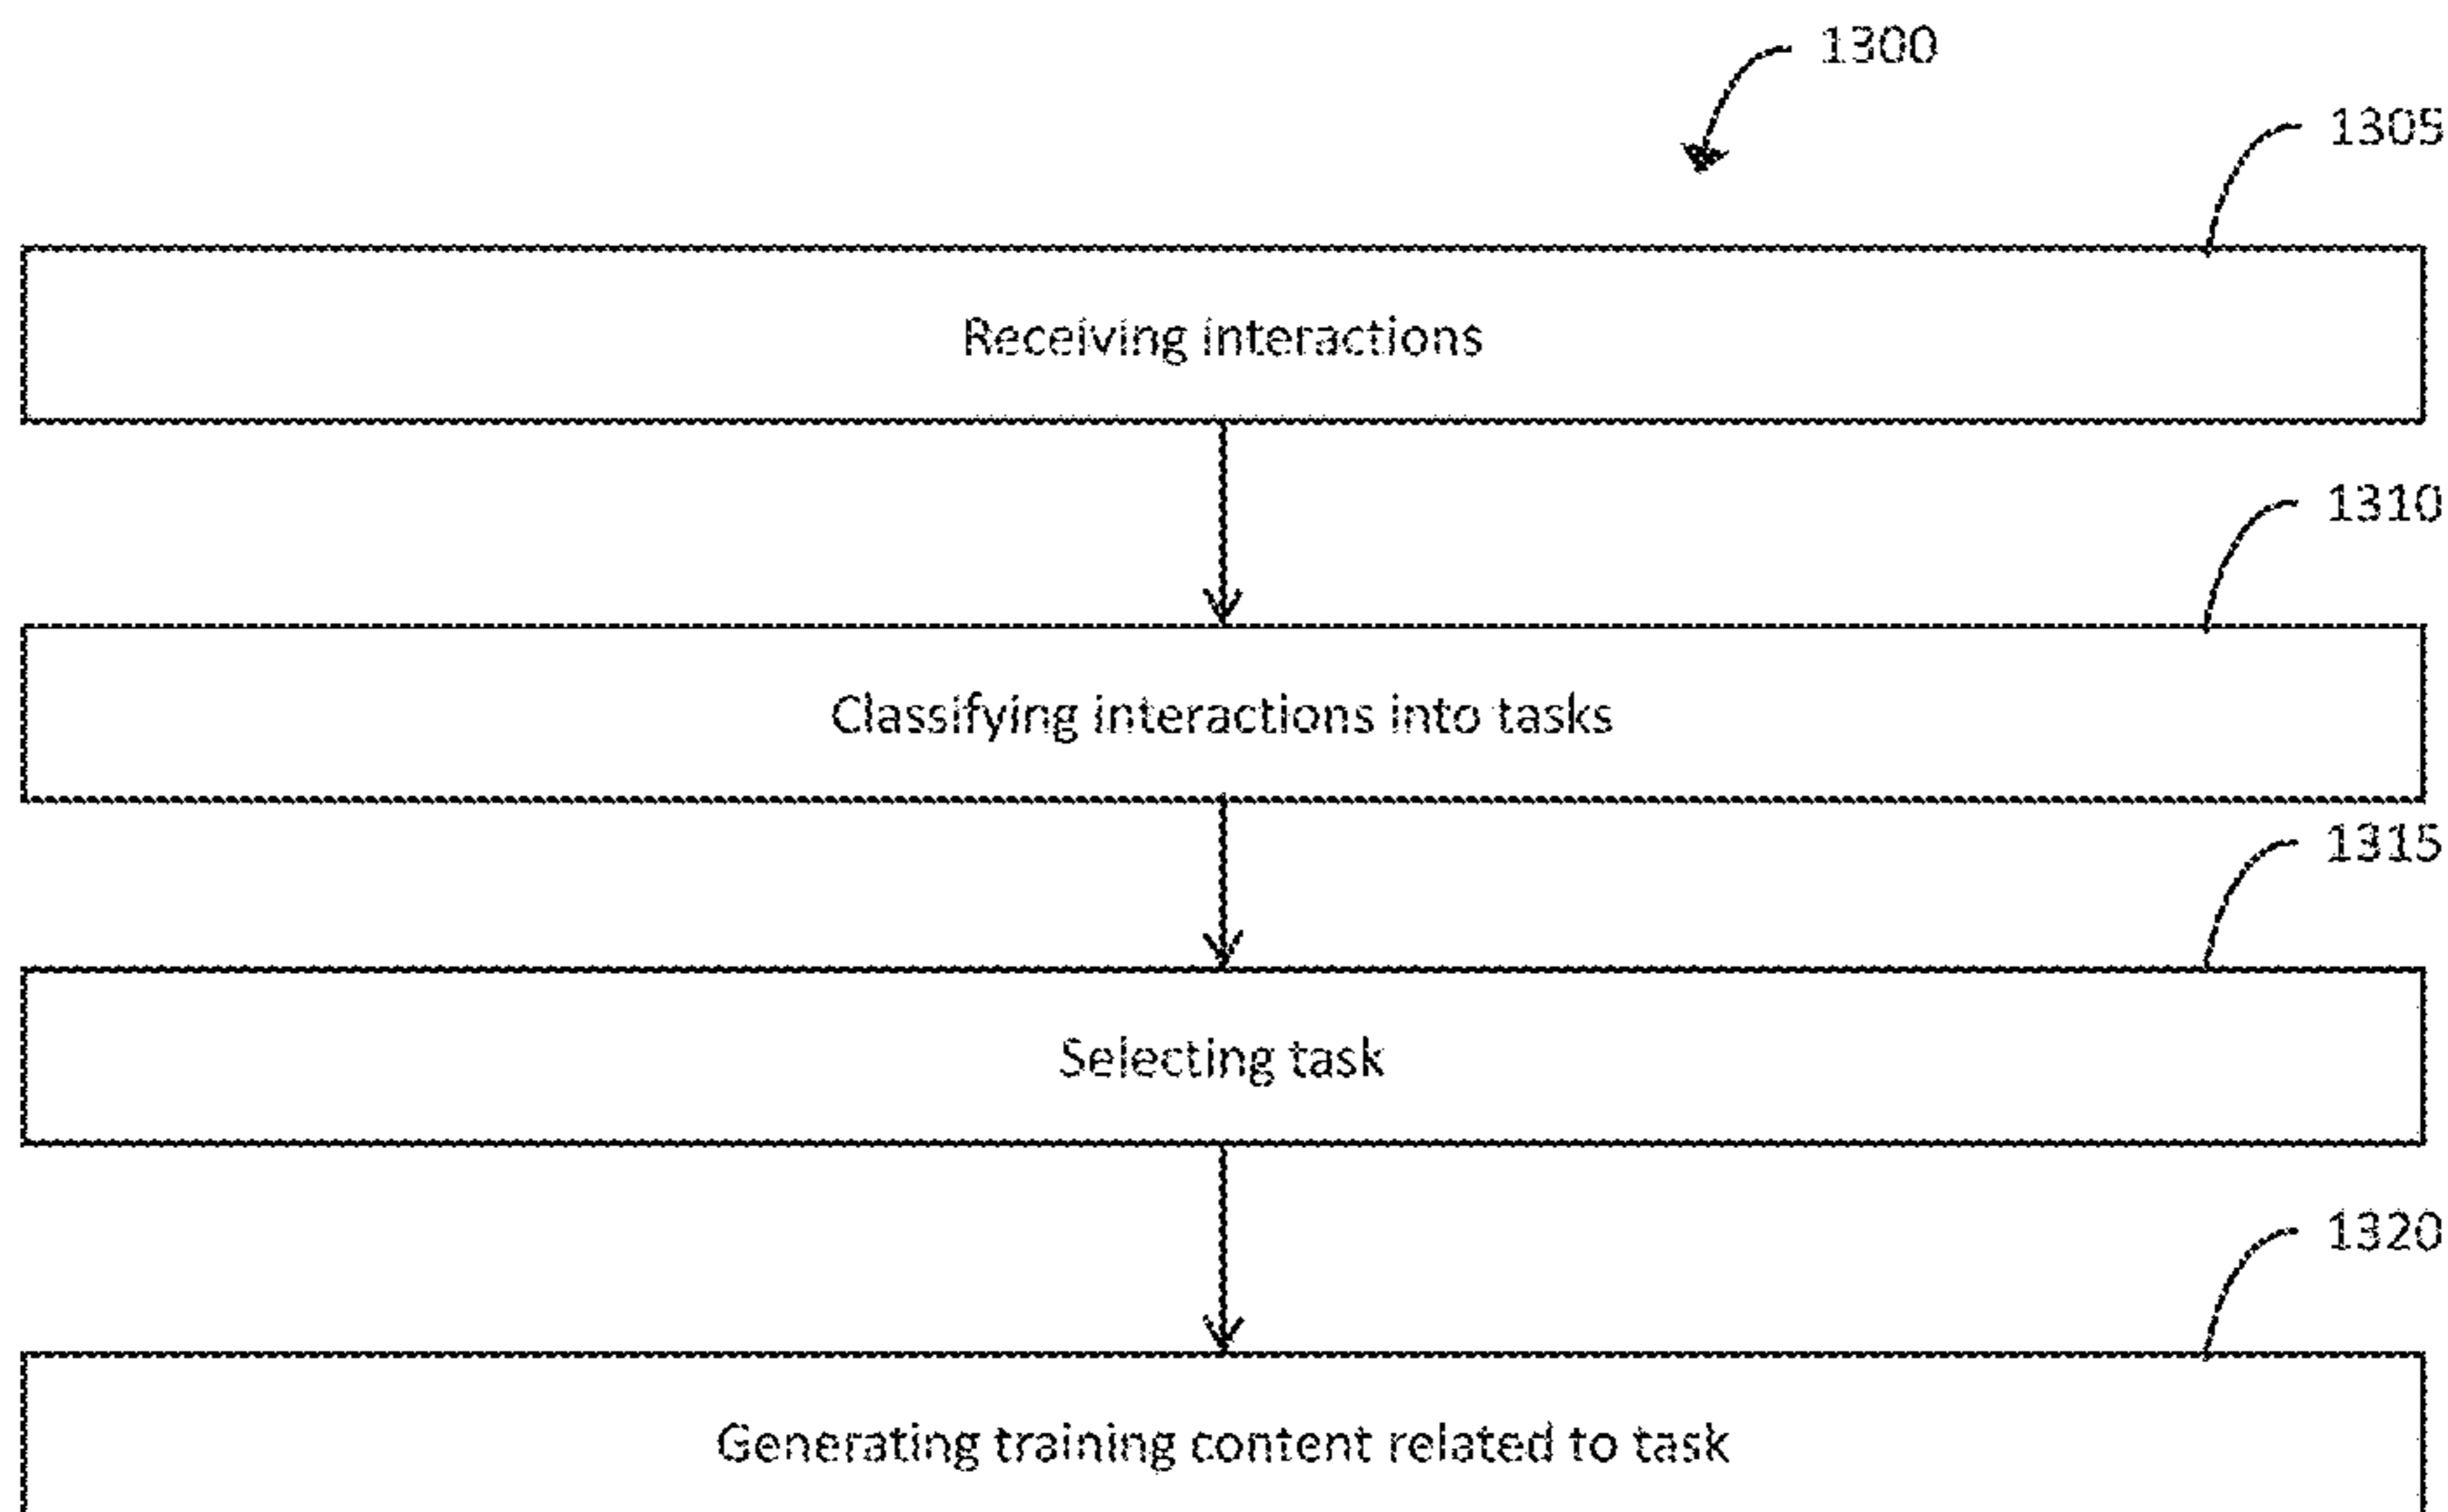 1300
1305
Receiving interactions
1310
Classifying interactions into tasks
1315
Selecting task
1320
Generating training content related to task